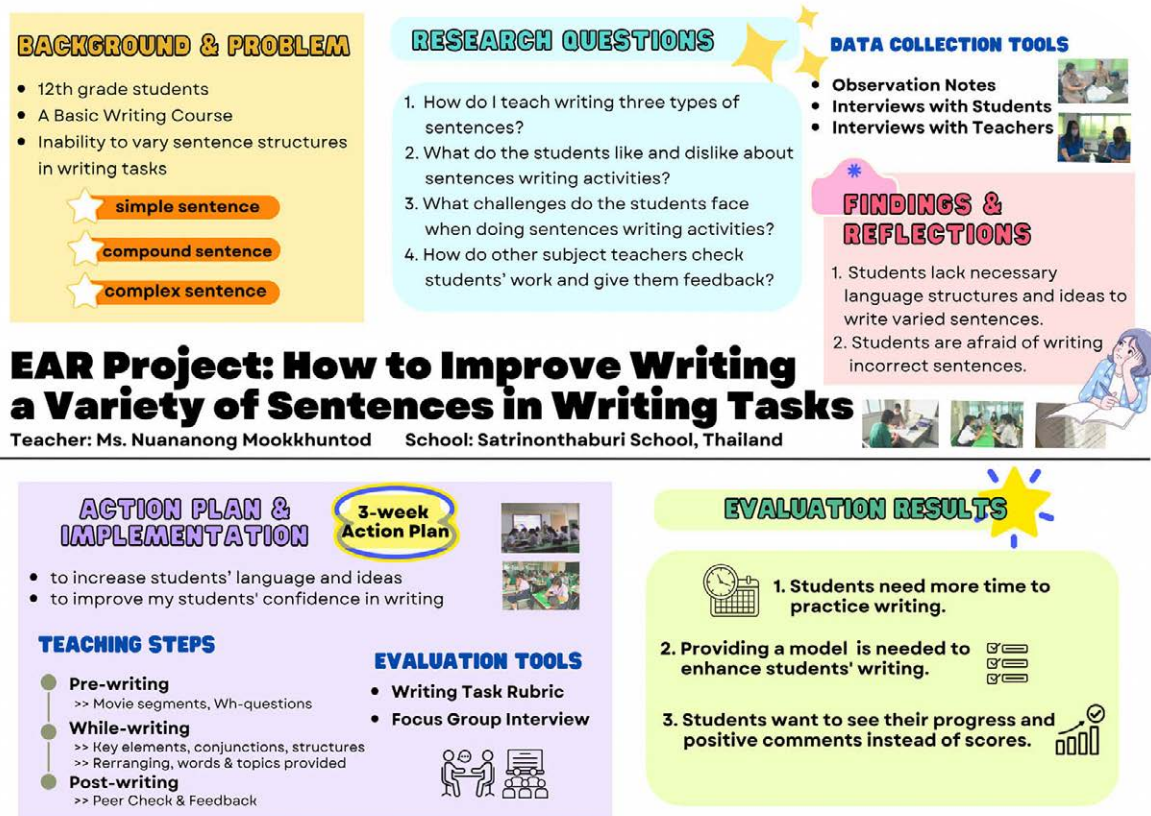 BACKGROUND & PROBLEM
• 12th grade students
• A Basic Writing Course
• Inability to vary sentence structures
in writing tasks
simple sentence
compound sentence
complex sentence
RESEARCH QUESTIONS
1. How do I teach writing three types of
sentences?
2. What do the students like and dislike about
sentences writing activities?
3. What challenges do the students face
when doing sentences writing activities?
4. How do other subject teachers check
students' work and give them feedback?
DATA COLLECTION TOOLS
• Observation Notes
• Interviews with Students
• Interviews with Teachers
FINDINGS &
REFLECTIONS
1. Students lack necessary
language structures and ideas to
write varied sentences.
2. Students are afraid of writing
incorrect sentences.
EAR Project: How to Improve Writing
a Variety of Sentences in Writing Tasks
Teacher: Ms. Nuananong Mookkhuntod School: Satrinonthaburi School, Thailand
ACTION PLAN &
IMPLEMENTATION
3-week
Action Plan
• to increase students' language and ideas
• to improve my students' confidence in writing
TEACHING STEPS
Pre-writing
>> Movie segments, Wh-questions
While-writing
>> Key elements, conjunctions, structures
>> Rerranging, words & topics provided
Post-writing
>> Peer Check & Feedback
EVALUATION TOOLS
• Writing Task Rubric
• Focus Group Interview
EVALUATION RESULTS
1. Students need more time to
practice writing.
2. Providing a model is needed to
enhance students' writing.
3. Students want to see their progress and
positive comments instead of scores.